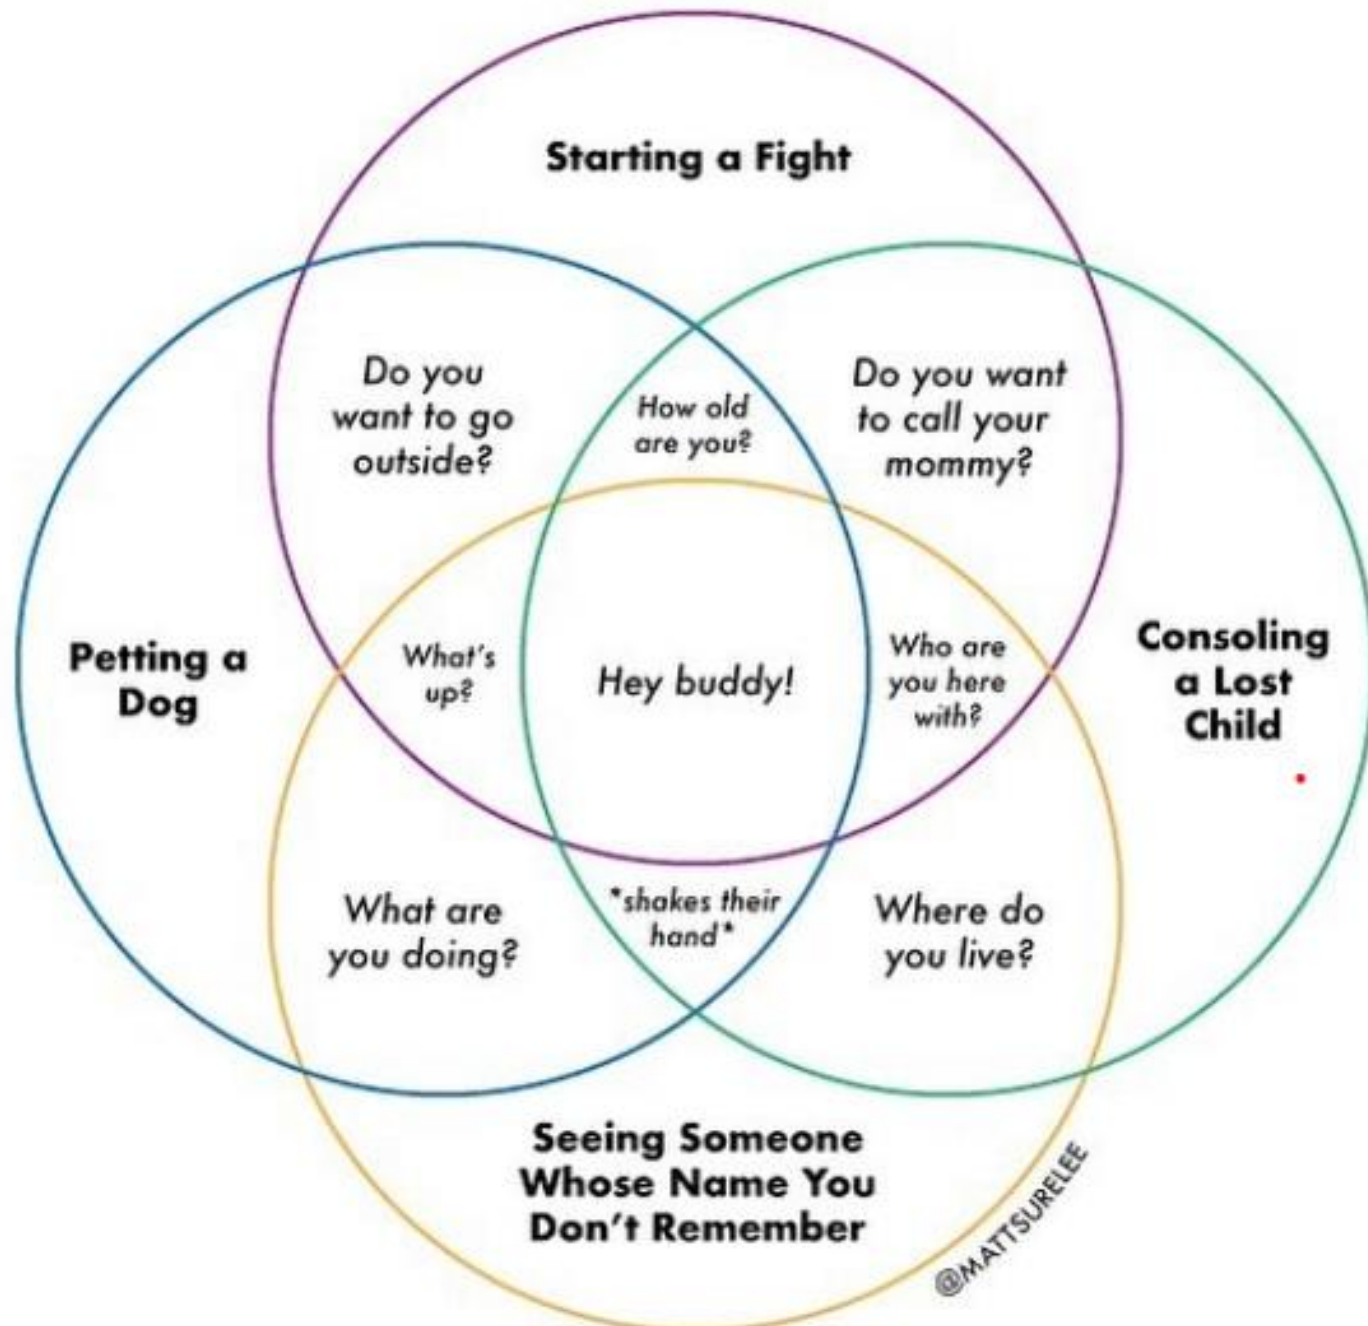 Starting a Fight
Do you
want to go
outside?
How old
are you?
Do you want
to call your
mommy?
Petting a
Dog
What's
up?
Hey buddy!
Who are
you here
with?
Consoling
a Lost
Child
What are
you doing?
*shakes their
hand*
Where do
you live?
Seeing Someone
Whose Name You
Don't Remember
@MATTSURELEE